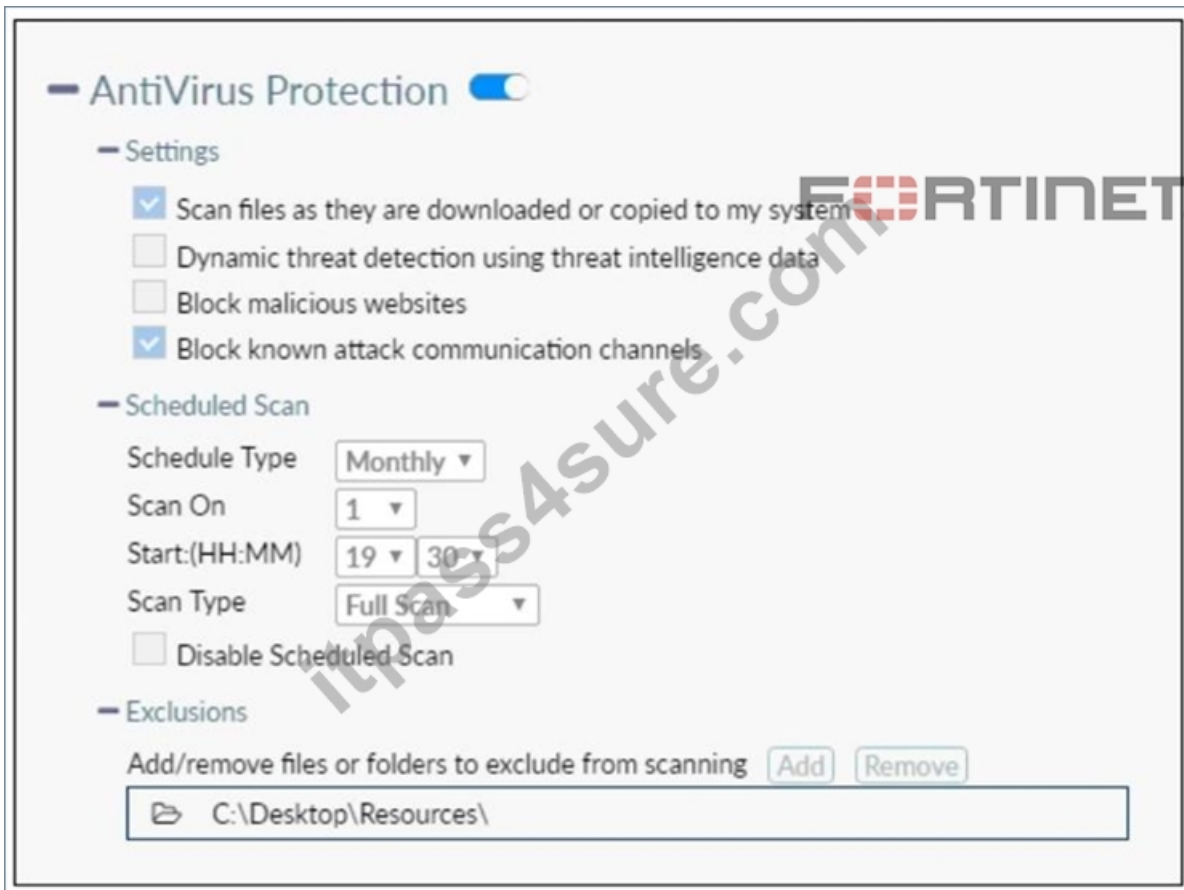 AntiVirus Protection
Settings
FORTINET
Scan files as they are downloaded or copied to my system
Dynamic threat detection using threat intelligence data
Block malicious websites
Block known attack communication channels
Scheduled Scan
Schedule Type Monthly
Scan On 1
Start:(HH:MM) 19 30
Scan Type Full Scan
Disable Scheduled Scan
Exclusions
Add/remove files or folders to exclude from scanning Add Remove
C:\Desktop\Resources\
itpass4sure.com